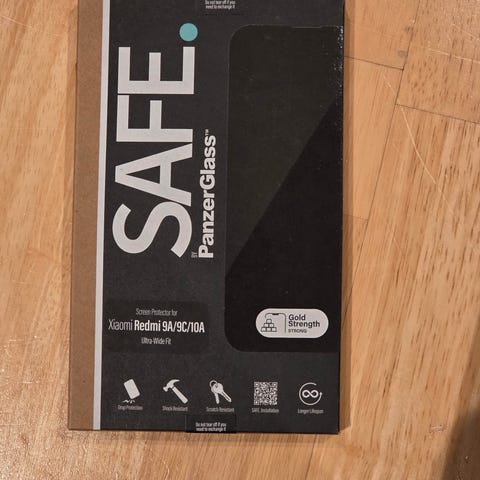 Do not tear off if you
need to exchange it
SAFE.
by
PanzerGlass™
Screen Protector for
Xiaomi Redmi 9A/9C/10A
Ultra-Wide Fit
Gold
Strength
STRONG
Drop Protection
Shock Resistant
Scratch Resistant
SAFE. Installation
Longer Lifespan
Do not tear off if you
need to exchange it